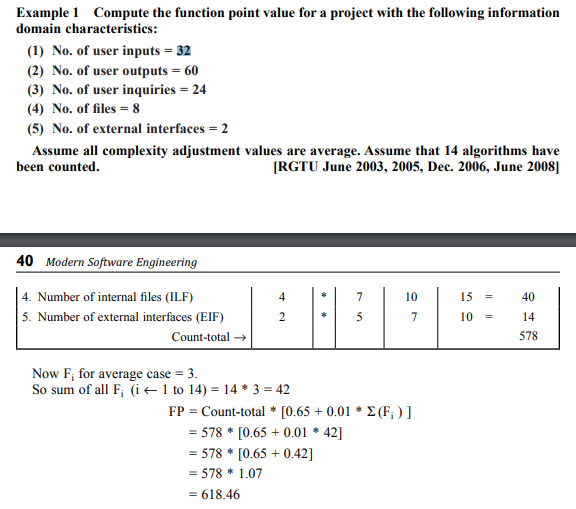 Example 1 Compute the function point value for a project with the following information
domain characteristics:
(1) No. of user inputs = 32
(2) No. of user outputs = 60
(3) No. of user inquiries = 24
(4) No. of files = 8
(5) No. of external interfaces = 2
Assume all complexity adjustment values are average. Assume that 14 algorithms have
been counted. [RGTU June 2003, 2005, Dec. 2006, June 2008]
40 Modern Software Engineering
4. Number of internal files (ILF) 4 * 7 10 15 = 40
5. Number of external interfaces (EIF) 2 * 5 7 10 = 14
Count-total → 578
Now Fi for average case = 3.
So sum of all Fi (i ← 1 to 14) = 14 * 3 = 42
FP = Count-total * [0.65 + 0.01 * Σ(Fi ) ]
= 578 * [0.65 + 0.01 * 42]
= 578 * [0.65 + 0.42]
= 578 * 1.07
= 618.46